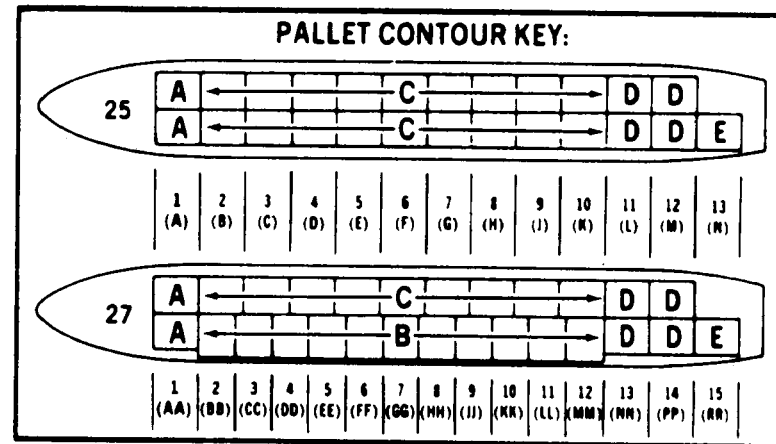 PALLET CONTOUR KEY:
A C D D
25
A C D D E
1 2 3 4 5 6 7 8 9 10 11 12 13
(A) (B) (C) (D) (E) (F) (G) (H) (J) (K) (L) (M) (N)
A C D D
27
A B D D E
1 2 3 4 5 6 7 8 9 10 11 12 13 14 15
(AA) (BB) (CC) (DD) (EE) (FF) (GG) (HH) (JJ) (KK) (LL) (MM) (NN) (PP) (RR)